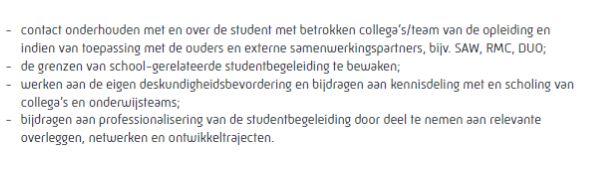 - contact onderhouden met en over de student met betrokken collega's/team van de opleiding en
indien van toepassing met de ouders en externe samenwerkingspartners, bijv. SAW, RMC, DUO;
- de grenzen van school-gerelateerde studentbegeleiding te bewaken;
- werken aan de eigen deskundigheidsbevordering en bijdragen aan kennisdeling met en scholing van
collega's en onderwijsteams;
- bijdragen aan professionalisering van de studentbegeleiding door deel te nemen aan relevante
overleggen, netwerken en ontwikkeltrajecten.